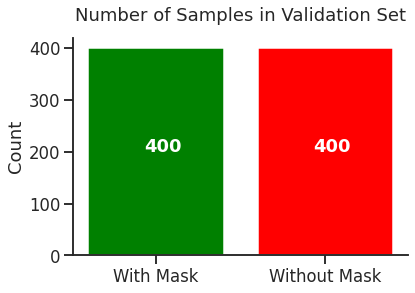 Number of Samples in Validation Set
Count
400
300
200
100
0
400
400
With Mask
Without Mask